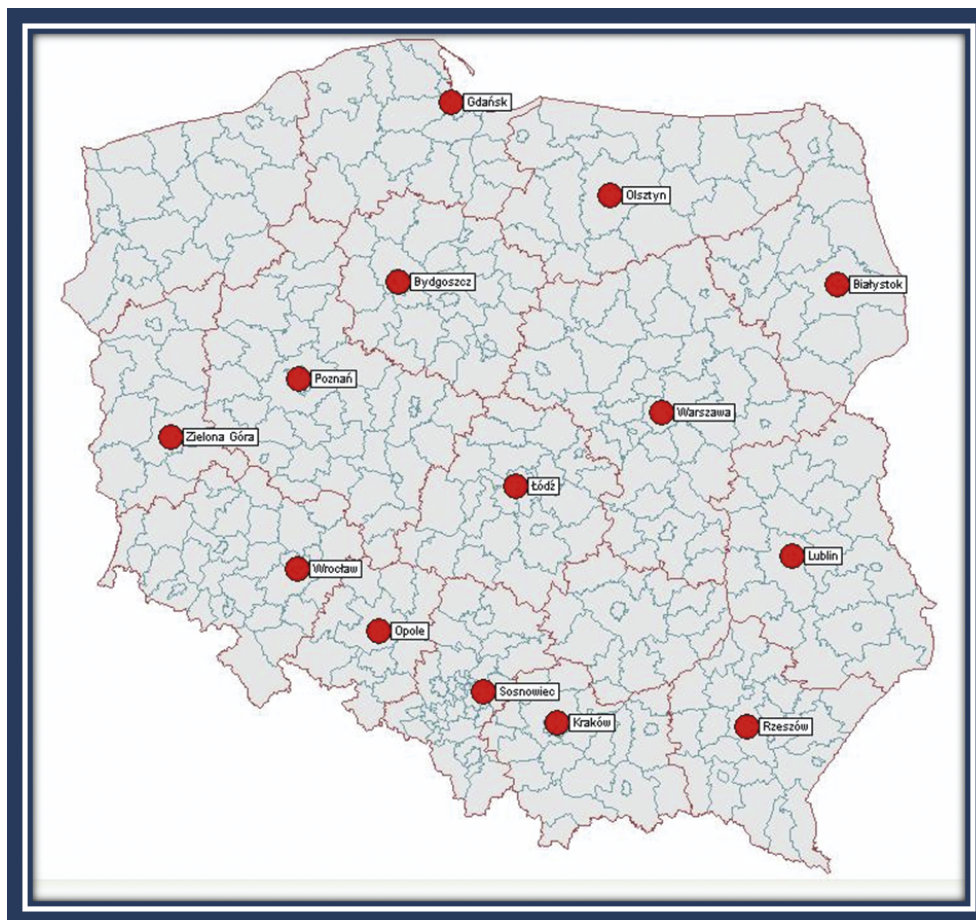 Gdańsk
Olsztyn
Bydgoszcz
Białystok
Poznań
Warszawa
Zielona Góra
Łódź
Lublin
Wrocław
Opole
Sosnowiec
Kraków
Rzeszów